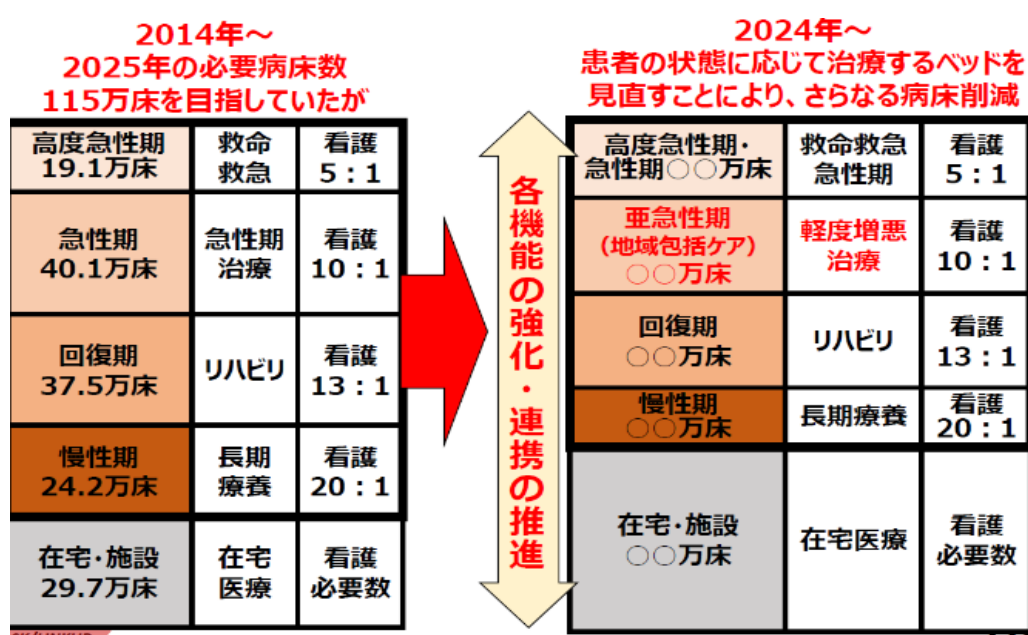 2014年～
2025年の必要病床数
115万床を目指していたが
高度急性期
19.1万床
救命
救急
看護
5：1
急性期
40.1万床
急性期
治療
看護
10：1
回復期
37.5万床
リハビリ
看護
13：1
慢性期
24.2万床
長期
療養
看護
20：1
在宅・施設
29.7万床
在宅
医療
看護
必要数
各機能の強化・連携の推進
2024年～
患者の状態に応じて治療するベッドを
見直すことにより、さらなる病床削減
高度急性期・
急性期○○万床
救命救急
急性期
看護
5：1
亜急性期
(地域包括ケア)
○○万床
軽度増悪
治療
看護
10：1
回復期
○○万床
リハビリ
看護
13：1
慢性期
○○万床
長期療養
看護
20：1
在宅・施設
○○万床
在宅医療
看護
必要数